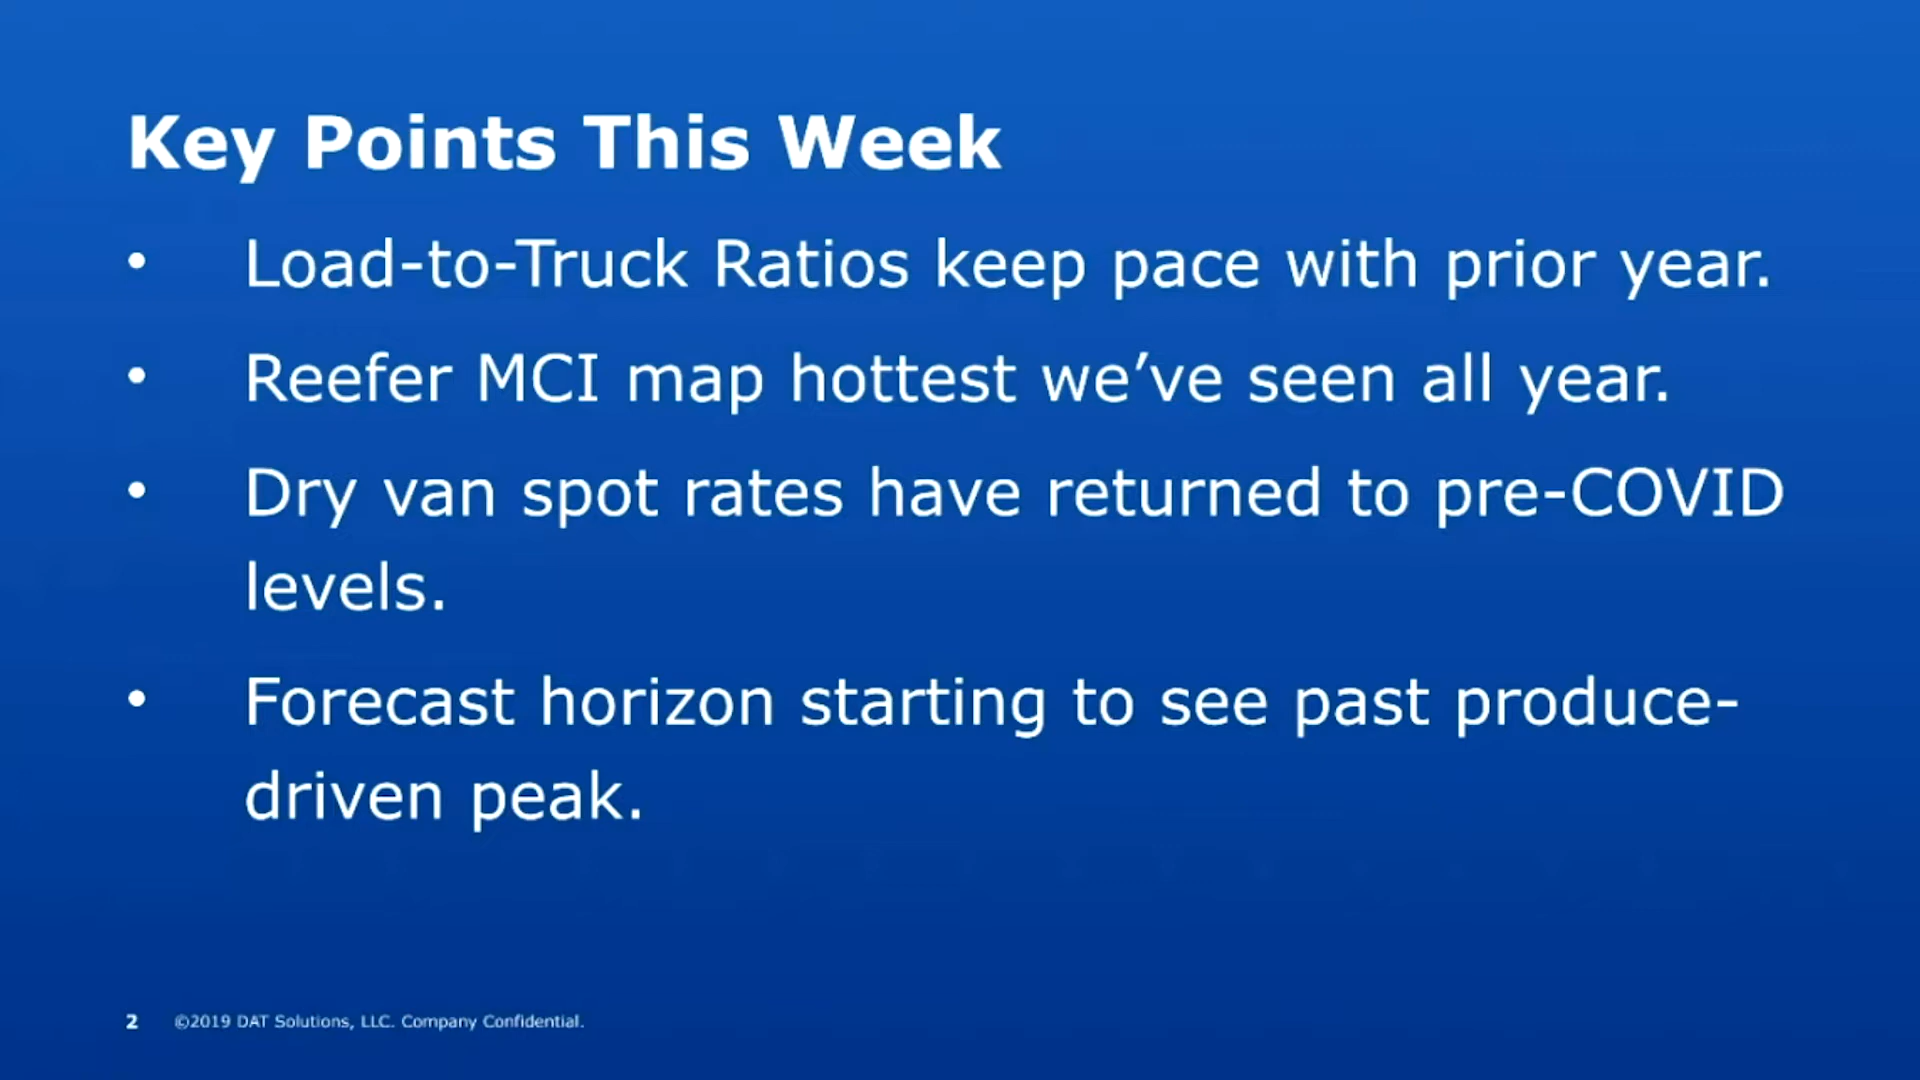 Key Points This Week
• Load-to-Truck Ratios keep pace with prior year.
• Reefer MCI map hottest we’ve seen all year.
• Dry van spot rates have returned to pre-COVID
levels.
• Forecast horizon starting to see past produce-
driven peak.
2 ©2019 DAT Solutions, LLC. Company Confidential.